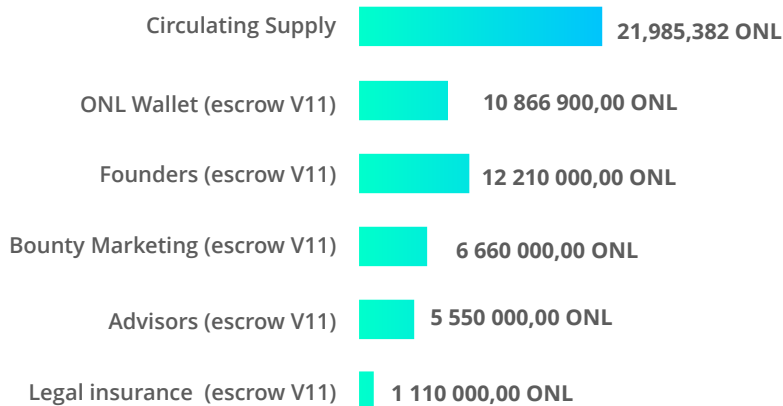 Circulating Supply 21,985,382 ONL
ONL Wallet (escrow V11) 10 866 900,00 ONL
Founders (escrow V11) 12 210 000,00 ONL
Bounty Marketing (escrow V11) 6 660 000,00 ONL
Advisors (escrow V11) 5 550 000,00 ONL
Legal insurance (escrow V11) 1 110 000,00 ONL